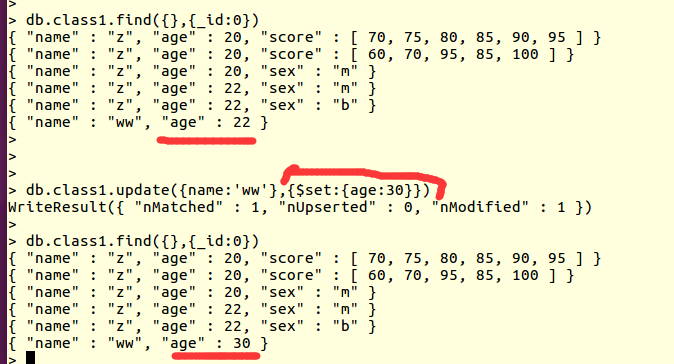 >
> db.class1.find({},{_id:0})
{ "name" : "z", "age" : 20, "score" : [ 70, 75, 80, 85, 90, 95 ] }
{ "name" : "z", "age" : 20, "score" : [ 60, 70, 95, 85, 100 ] }
{ "name" : "z", "age" : 20, "sex" : "m" }
{ "name" : "z", "age" : 22, "sex" : "m" }
{ "name" : "z", "age" : 22, "sex" : "b" }
{ "name" : "ww", "age" : 22 }
>
>
>
> db.class1.update({name:'ww'},{$set:{age:30}})
WriteResult({ "nMatched" : 1, "nUpserted" : 0, "nModified" : 1 })
>
> db.class1.find({},{_id:0})
{ "name" : "z", "age" : 20, "score" : [ 70, 75, 80, 85, 90, 95 ] }
{ "name" : "z", "age" : 20, "score" : [ 60, 70, 95, 85, 100 ] }
{ "name" : "z", "age" : 20, "sex" : "m" }
{ "name" : "z", "age" : 22, "sex" : "m" }
{ "name" : "z", "age" : 22, "sex" : "b" }
{ "name" : "ww", "age" : 30 }
>